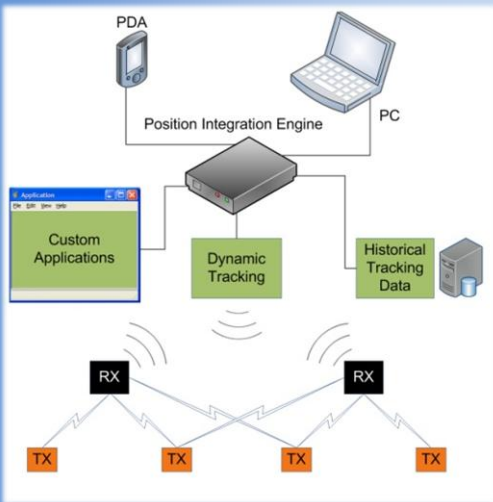 PDA
PC
Position Integration Engine
Application
File Edit View Help
Custom
Applications
Dynamic
Tracking
Historical
Tracking
Data
RX
RX
TX
TX
TX
TX